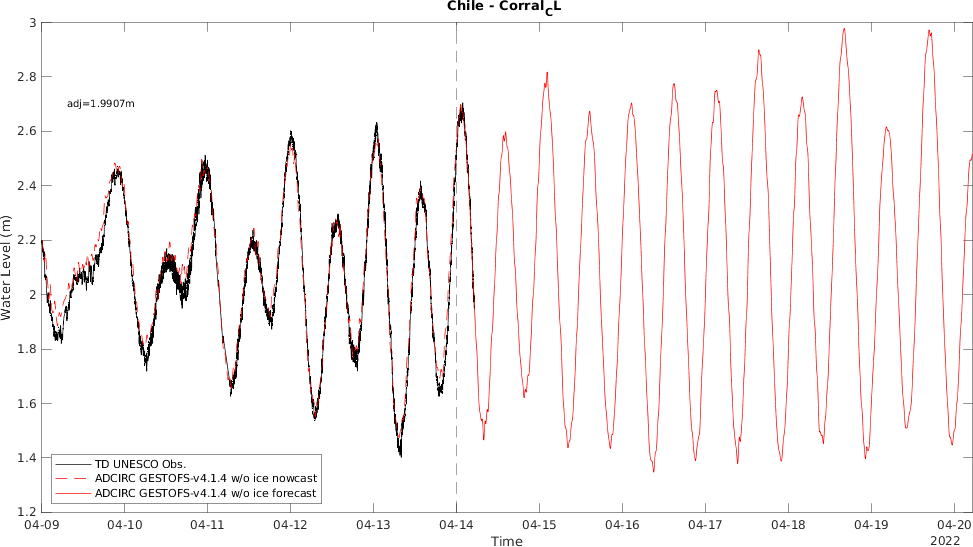 Chile - CorralCL
3
2.8
adj=1.9907m
2.6
2.4
2.2
2
1.8
1.6
1.4
1.2
Water Level (m)
TD UNESCO Obs.
ADCIRC GESTOFS-v4.1.4 w/o ice nowcast
ADCIRC GESTOFS-v4.1.4 w/o ice forecast
04-09 04-10 04-11 04-12 04-13 04-14 04-15 04-16 04-17 04-18 04-19 04-20
Time 2022